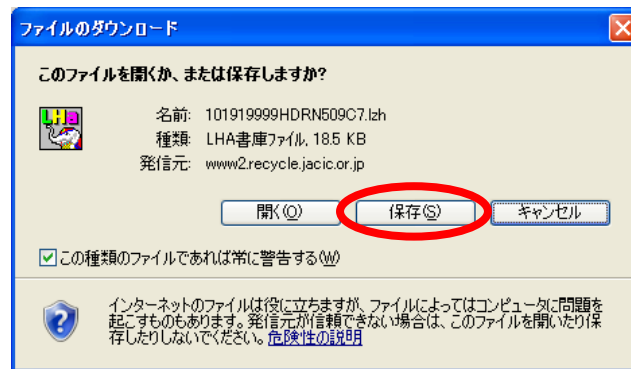 ファイルのダウンロード
このファイルを開くか、または保存しますか?
LHa
名前: 101919999HDRN509C7.lzh
種類: LHA書庫ファイル, 18.5 KB
発信元: www2.recycle.jacic.or.jp
開く(O) 保存(S) キャンセル
この種類のファイルであれば常に警告する(W)
インターネットのファイルは役に立ちますが、ファイルによってはコンピュータに問題を
起こすものもあります。発信元が信頼できない場合は、このファイルを開いたり保
存したりしないでください。危険性の説明